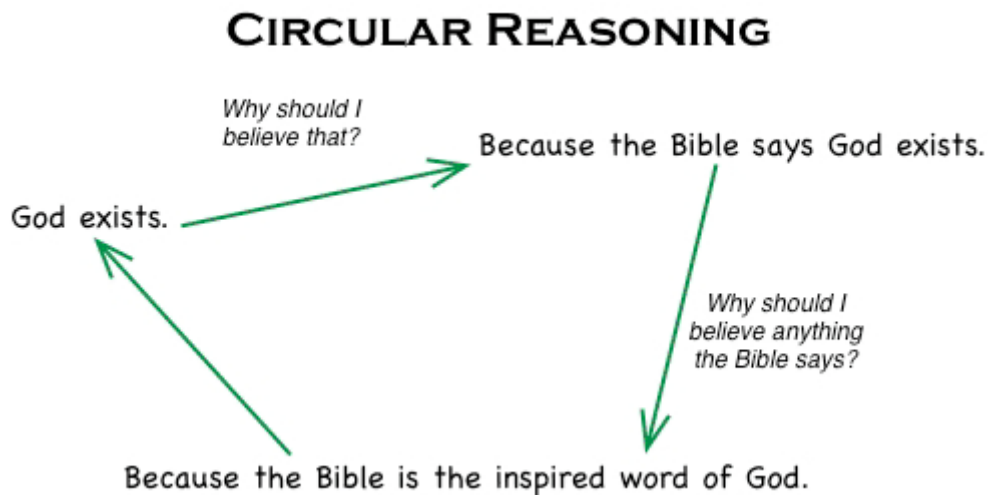 CIRCULAR REASONING
Why should I
believe that?
Because the Bible says God exists.
God exists.
Why should I
believe anything
the Bible says?
Because the Bible is the inspired word of God.